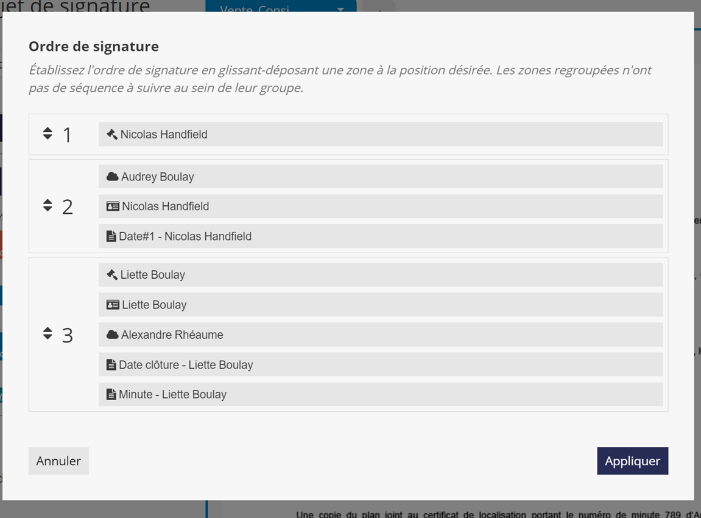 jet de signature
Vente, Consi...
Ordre de signature
Établissez l'ordre de signature en glissant-déposant une zone à la position désirée. Les zones regroupées n'ont
pas de séquence à suivre au sein de leur groupe.
1
Nicolas Handfield
2
Audrey Boulay
Nicolas Handfield
Date#1 - Nicolas Handfield
3
Liette Boulay
Liette Boulay
Alexandre Rhéaume
Date clôture - Liette Boulay
Minute - Liette Boulay
Annuler
Appliquer
Une copie du plan joint au certificat de localisation portant le numéro de minute 789 d'A